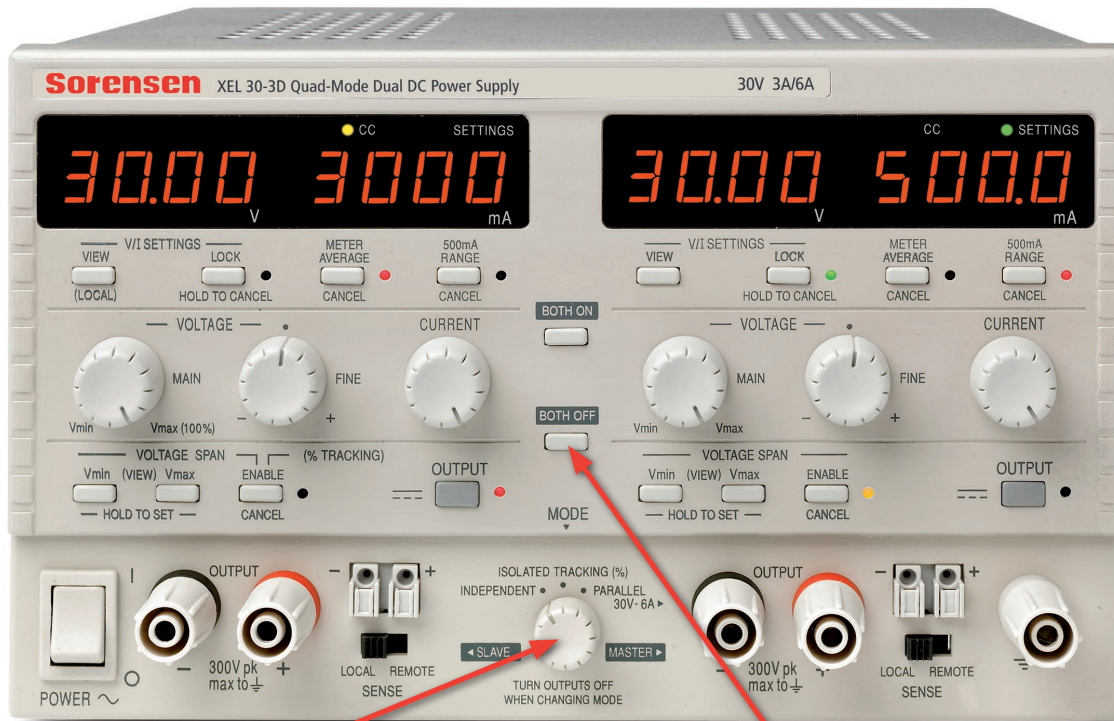 Sorensen XEL 30-3D Quad-Mode Dual DC Power Supply 30V 3A/6A
CC SETTINGS
30.00 V 3000 mA
CC SETTINGS
30.00 V 500.0 mA
V/I SETTINGS
VIEW LOCK METER AVERAGE 500mA RANGE
(LOCAL) HOLD TO CANCEL CANCEL CANCEL
V/I SETTINGS
VIEW LOCK METER AVERAGE 500mA RANGE
HOLD TO CANCEL CANCEL CANCEL
BOTH ON
VOLTAGE CURRENT
MAIN FINE
Vmin Vmax (100%) - +
VOLTAGE CURRENT
MAIN FINE
Vmin Vmax - +
BOTH OFF
VOLTAGE SPAN (% TRACKING)
Vmin (VIEW) Vmax ENABLE OUTPUT
HOLD TO SET CANCEL
VOLTAGE SPAN
Vmin (VIEW) Vmax ENABLE OUTPUT
HOLD TO SET CANCEL
MODE
ISOLATED TRACKING (%)
INDEPENDENT PARALLEL
30V- 6A
SLAVE MASTER
TURN OUTPUTS OFF
WHEN CHANGING MODE
I
O
POWER
OUTPUT
- +
300V pk
max to
- +
LOCAL REMOTE
SENSE
OUTPUT
- +
300V pk
max to
- +
LOCAL REMOTE
SENSE